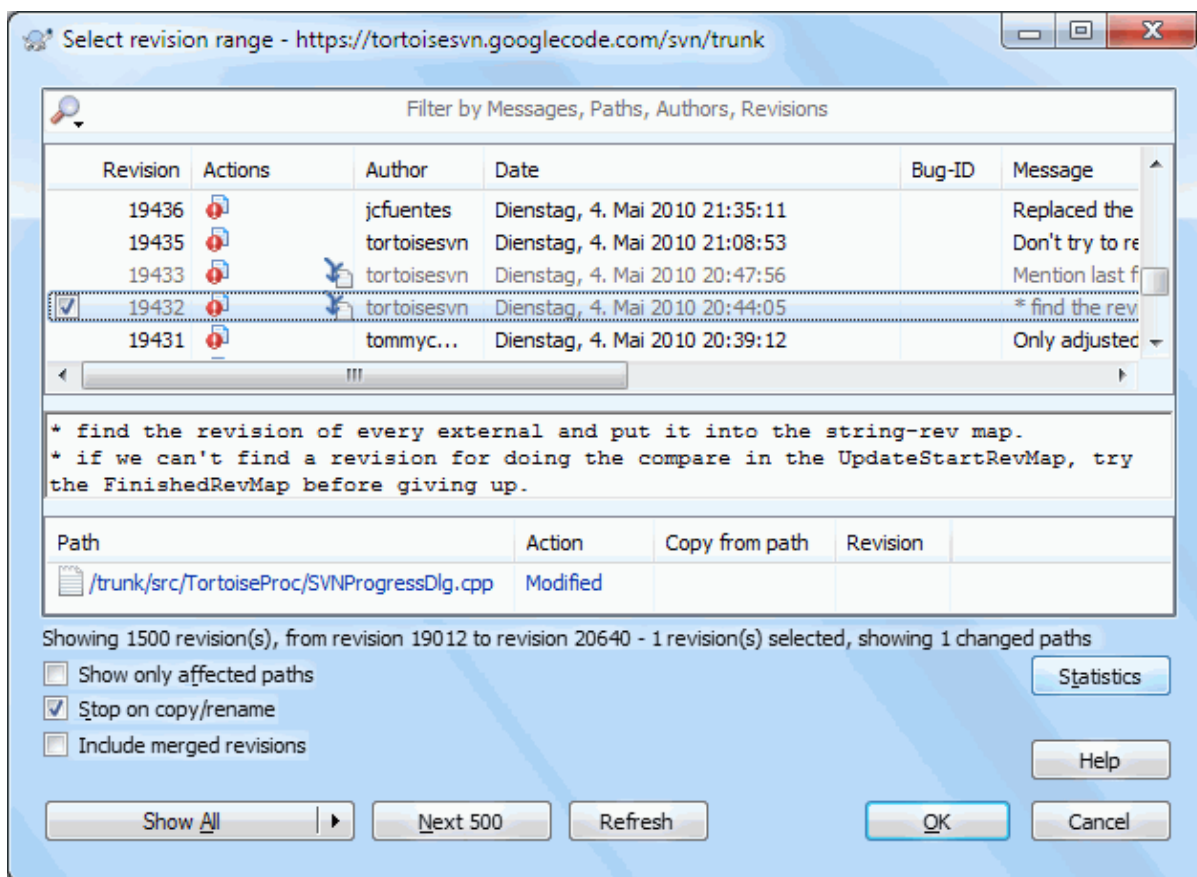 Select revision range - https://tortoisesvn.googlecode.com/svn/trunk
Filter by Messages, Paths, Authors, Revisions
Revision Actions Author Date Bug-ID Message
19436 jcfuentes Dienstag, 4. Mai 2010 21:35:11 Replaced the
19435 tortoisesvn Dienstag, 4. Mai 2010 21:08:53 Don't try to re
19433 tortoisesvn Dienstag, 4. Mai 2010 20:47:56 Mention last f
19432 tortoisesvn Dienstag, 4. Mai 2010 20:44:05 * find the rev
19431 tommyc... Dienstag, 4. Mai 2010 20:39:12 Only adjusted
* find the revision of every external and put it into the string-rev map.
* if we can't find a revision for doing the compare in the UpdateStartRevMap, try
the FinishedRevMap before giving up.
Path Action Copy from path Revision
/trunk/src/TortoiseProc/SVNProgressDlg.cpp Modified
Showing 1500 revision(s), from revision 19012 to revision 20640 - 1 revision(s) selected, showing 1 changed paths
Show only affected paths
Statistics
Stop on copy/rename
Include merged revisions
Help
Show All Next 500 Refresh OK Cancel